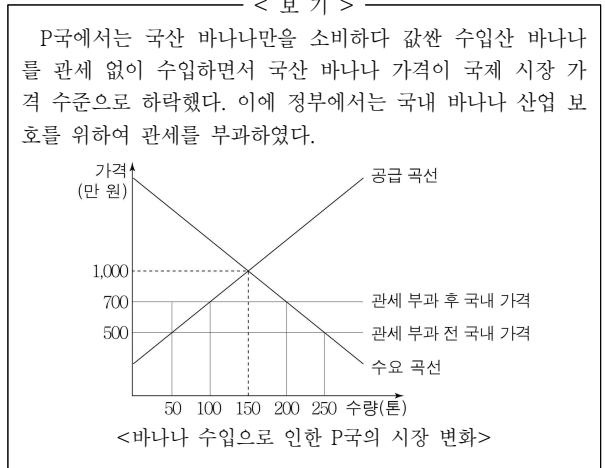 < 보 기 >
P국에서는 국산 바나나만을 소비하다 값싼 수입산 바나나
를 관세 없이 수입하면서 국산 바나나 가격이 국제 시장 가
격 수준으로 하락했다. 이에 정부에서는 국내 바나나 산업 보
호를 위하여 관세를 부과하였다.
가격
(만 원)
공급 곡선
1,000
700
관세 부과 후 국내 가격
500
관세 부과 전 국내 가격
수요 곡선
50 100 150 200 250 수량(톤)
<바나나 수입으로 인한 P국의 시장 변화>